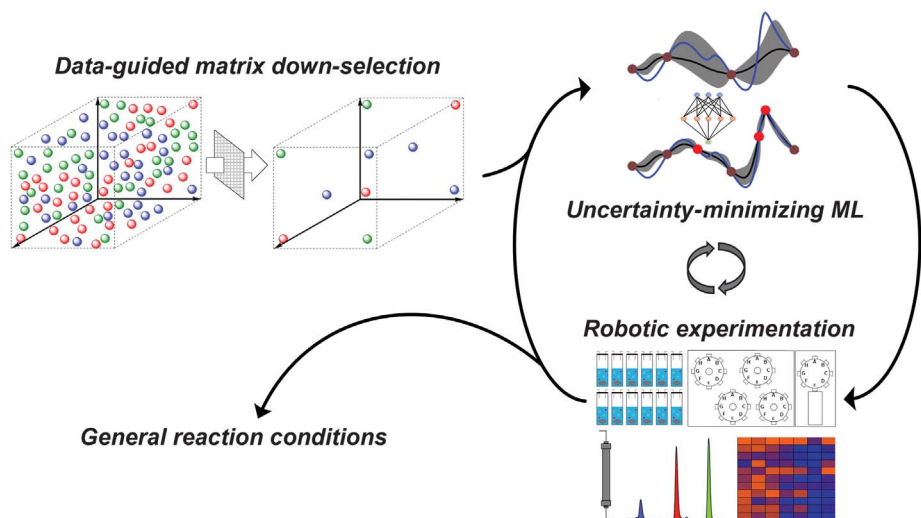 Data-guided matrix down-selection
Uncertainty-minimizing ML
Robotic experimentation
A B C D E F G H
A B C D E F G H
A B C D E F G H
A B C D E F G H
A B C D E F G H
General reaction conditions